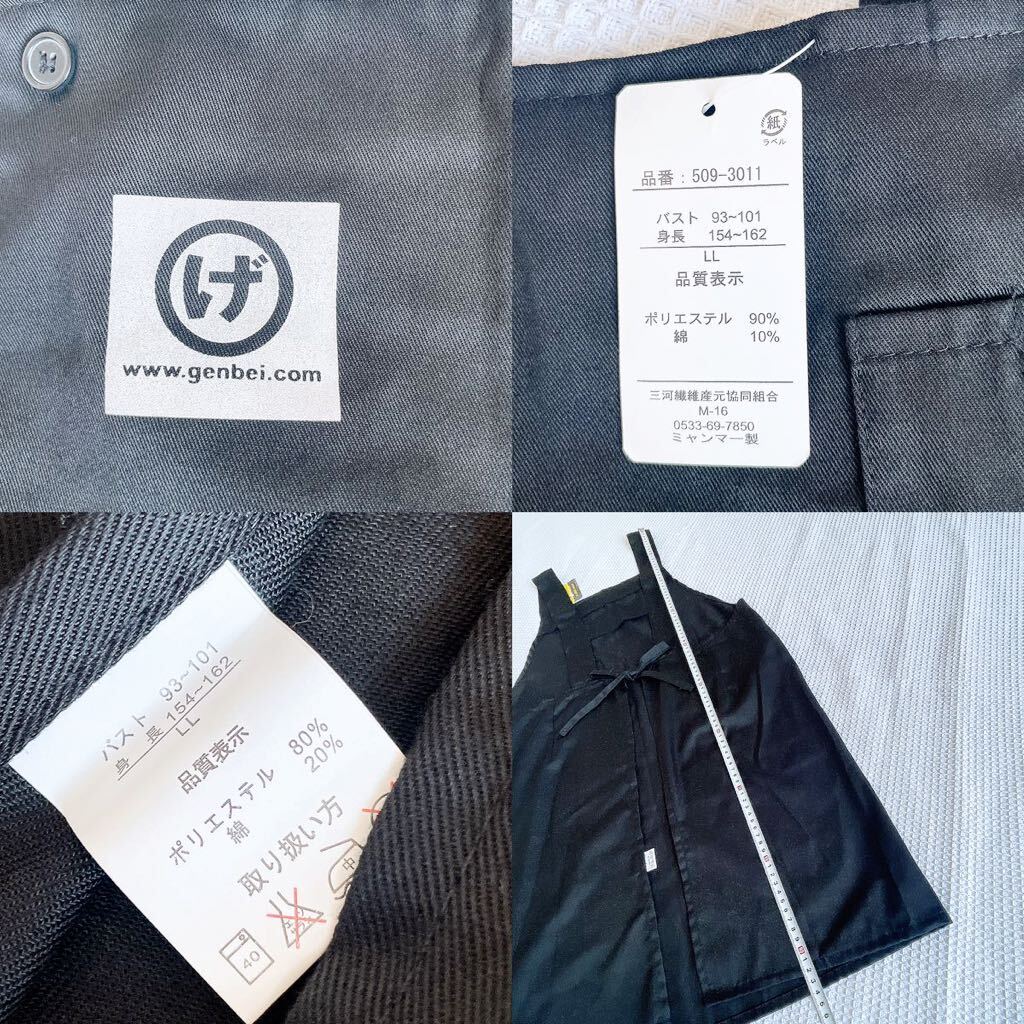 げ
www.genbei.com
紙
ラベル
品番：509-3011
バスト 93~101
身長 154~162
LL
品質表示
ポリエステル 90%
綿 10%
三河繊維産元協同組合
M-16
0533-69-7850
ミャンマー製
バスト 93~101
身長 154~162
LL
品質表示
ポリエステル 80%
綿 20%
取り扱い方
40
中